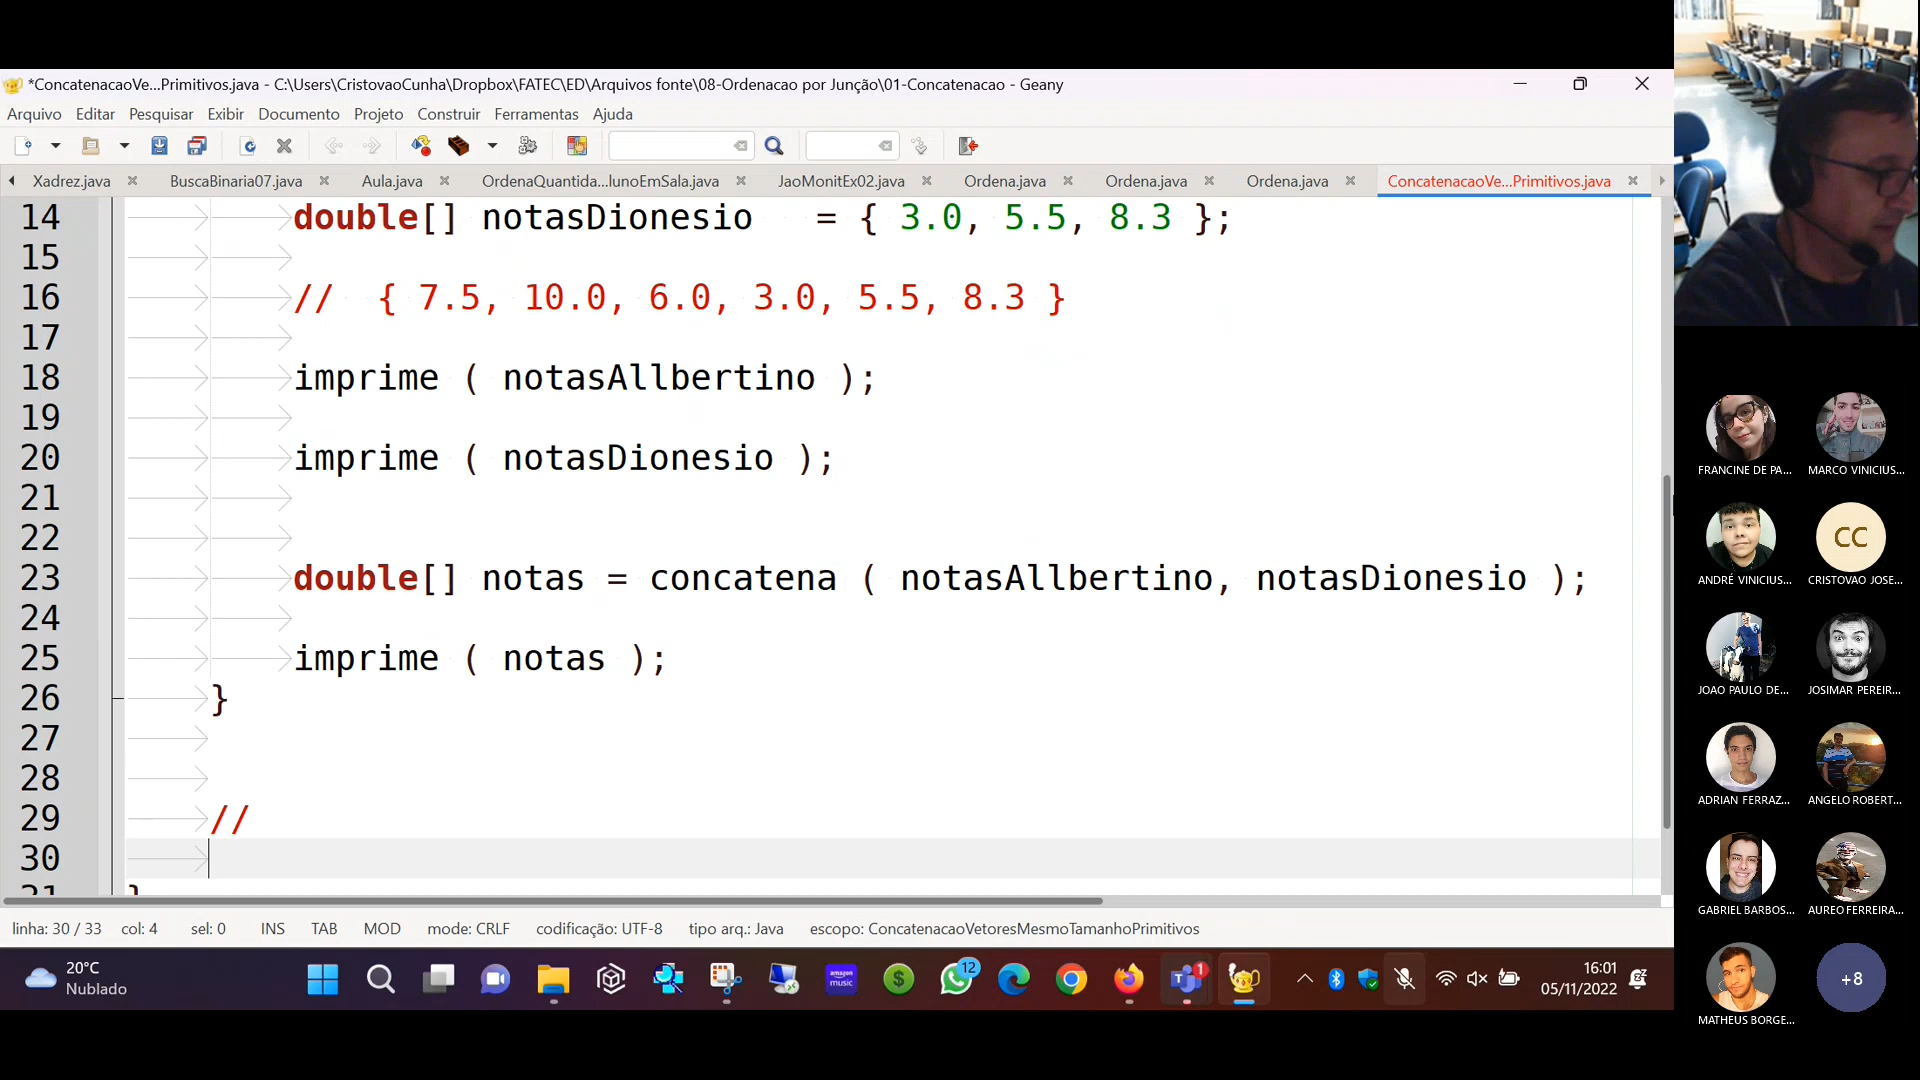 *ConcatenacaoVe...Primitivos.java - C:\Users\CristovaoCunha\Dropbox\FATEC\ED\Arquivos fonte\08-Ordenacao por Junção\01-Concatenacao - Geany
Arquivo Editar Pesquisar Exibir Documento Projeto Construir Ferramentas Ajuda
Xadrez.java BuscaBinaria07.java Aula.java OrdenaQuantida...lunoEmSala.java JaoMonitEx02.java Ordena.java Ordena.java Ordena.java ConcatenacaoVe...Primitivos.java
14 double[] notasDionesio = { 3.0, 5.5, 8.3 };
15
16 // { 7.5, 10.0, 6.0, 3.0, 5.5, 8.3 }
17
18 imprime ( notasAllbertino );
19
20 imprime ( notasDionesio );
21
22
23 double[] notas = concatena ( notasAllbertino, notasDionesio );
24
25 imprime ( notas );
26 }
27
28
29 //
30
31 }
linha: 30 / 33 col: 4 sel: 0 INS TAB MOD mode: CRLF codificação: UTF-8 tipo arq.: Java escopo: ConcatenacaoVetoresMesmoTamanhoPrimitivos
20°C
Nublado
amazon music
12
1
16:01
05/11/2022
FRANCINE DE PA... MARCO VINICIUS...
CC
ANDRÉ VINICIUS... CRISTOVAO JOSE...
JOAO PAULO DE... JOSIMAR PEREIR...
ADRIAN FERRAZ... ANGELO ROBERT...
GABRIEL BARBOS... AUREO FERREIRA...
+8
MATHEUS BORGE...